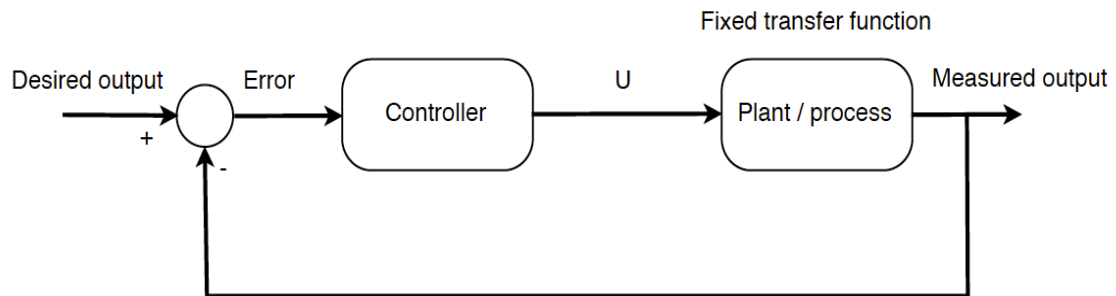 Fixed transfer function
Desired output
Error
Controller
U
Plant / process
Measured output
+
-